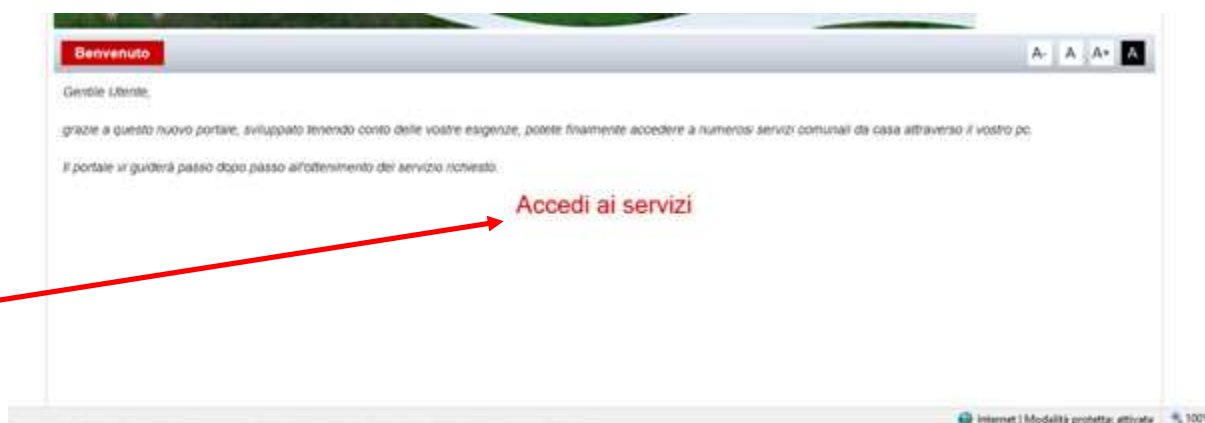 Benvenuto
A- A A+ A
Gentile Utente,
grazie a questo nuovo portale, sviluppato tenendo conto delle vostre esigenze, potete finalmente accedere a numerosi servizi comunali da casa attraverso il vostro pc.
Il portale vi guiderà passo dopo passo all'ottenimento del servizio richiesto.
Accedi ai servizi
Internet | Modalità protetta: attivata 100%